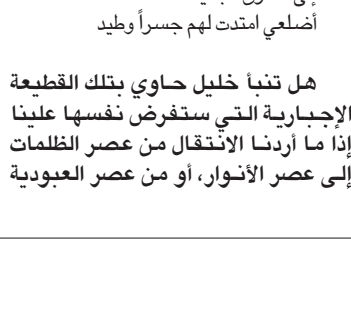 أضلعي امتدت لهم جسراً وطيد
هل تنبأ خليل حاوي بتلك القطيعة
الإجبارية التي ستفرض نفسها علينا
إذا ما أردنا الانتقال من عصر الظلمات
إلى عصر الأنوار، أو من عصر العبودية